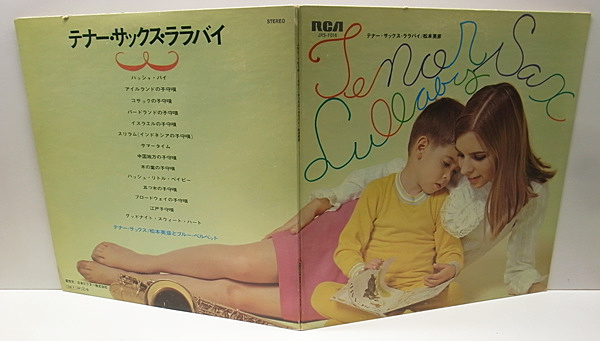 STEREO
テナー・サックス・ララバイ
ハッシャ・バイ
アイルランドの子守唄
コサックの子守唄
バードランドの子守唄
イスラエルの子守唄
スリラム(インドネシアの子守唄)
サマータイム
中国地方の子守唄
ハッシュ・リトル・ベイビー
五つ木の子守唄
ブロードウェイの子守唄
江戸子守唄
グッドナイト・スウィート・ハート
テナー・サックス/松本英彦とブルー・ベルベット
RCA
テナー・サックス・ララバイ/松本英彦
Tenor Sax
Lullaby